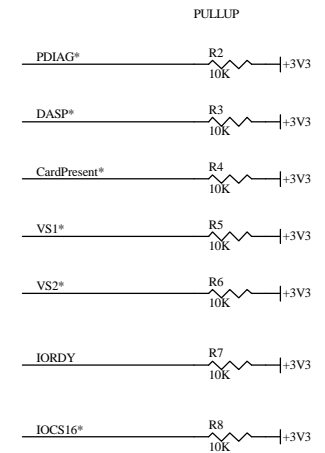 PULLUP
PDIAG* R2 10K +3V3
DASP* R3 10K +3V3
CardPresent* R4 10K +3V3
VS1* R5 10K +3V3
VS2* R6 10K +3V3
IORDY R7 10K +3V3
IOCS16* R8 10K +3V3